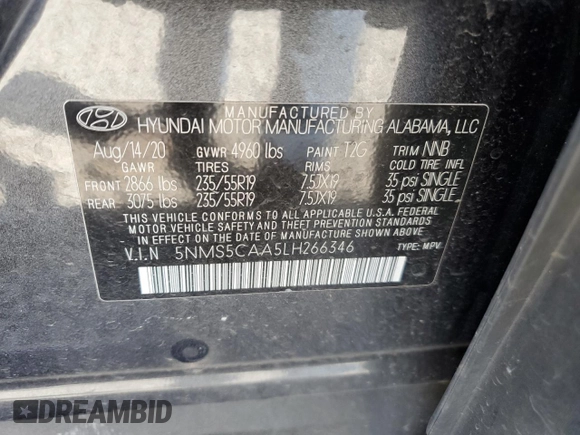 MANUFACTURED BY
HYUNDAI MOTOR MANUFACTURING ALABAMA, LLC
Aug/14/20 GVWR 4960 lbs PAINT T2G TRIM NNB
GAWR TIRES RIMS COLD TIRE INFL
FRONT 2866 lbs 235/55R19 7.5JX19 35 psi SINGLE
REAR 3075 lbs 235/55R19 7.5JX19 35 psi SINGLE
THIS VEHICLE CONFORMS TO ALL APPLICABLE U.S.A. FEDERAL
MOTOR VEHICLE SAFETY, BUMPER, AND THEFT PREVENTION STANDARDS
IN EFFECT ON THE DATE OF MANUFACTURE SHOWN ABOVE.
V.I.N 5NMS5CAA5LH266346 TYPE: MPV
DREAMBID